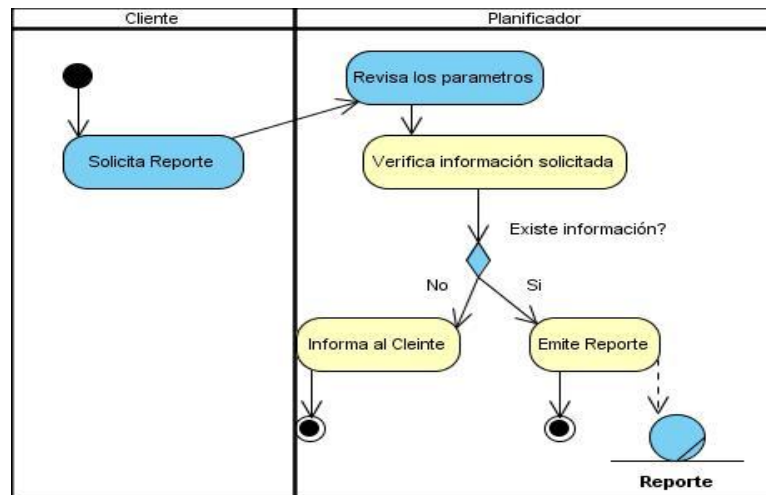 Cliente
Planificador
Revisa los parametros
Solicita Reporte
Verifica información solicitada
Existe información?
No
Si
Informa al Cleinte
Emite Reporte
Reporte